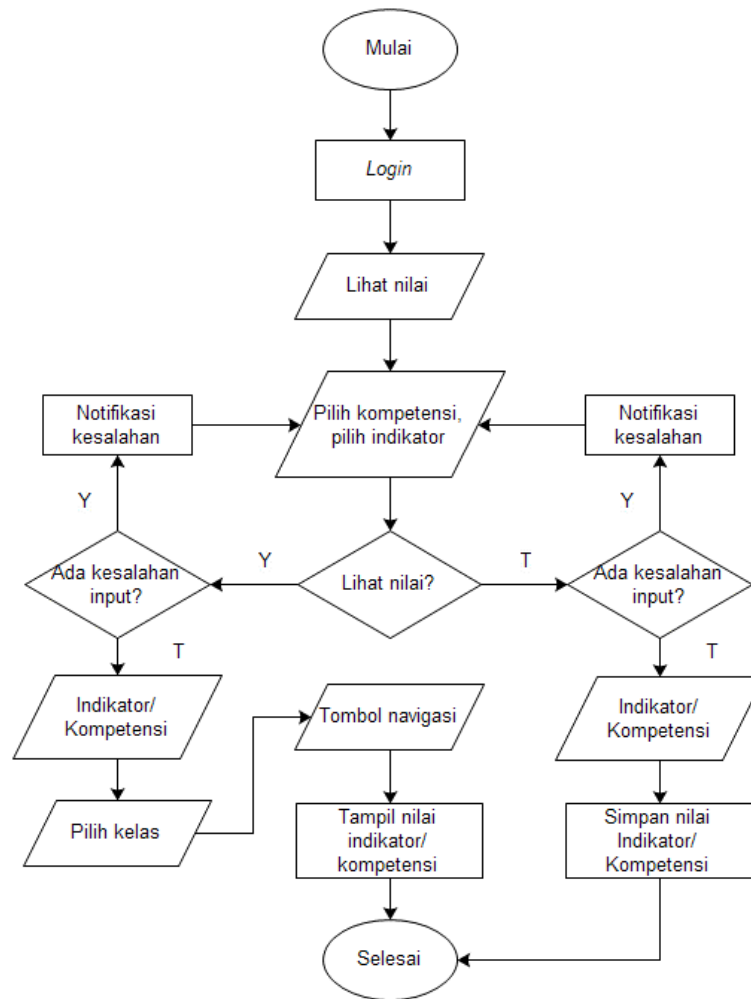 Mulai
Login
Lihat nilai
Pilih kompetensi,
pilih indikator
Notifikasi
kesalahan
Notifikasi
kesalahan
Y
Y
Ada kesalahan
input?
Y
Lihat nilai?
T
Ada kesalahan
input?
T
T
Indikator/
Kompetensi
Tombol navigasi
Indikator/
Kompetensi
Pilih kelas
Tampil nilai
indikator/
kompetensi
Simpan nilai
Indikator/
Kompetensi
Selesai